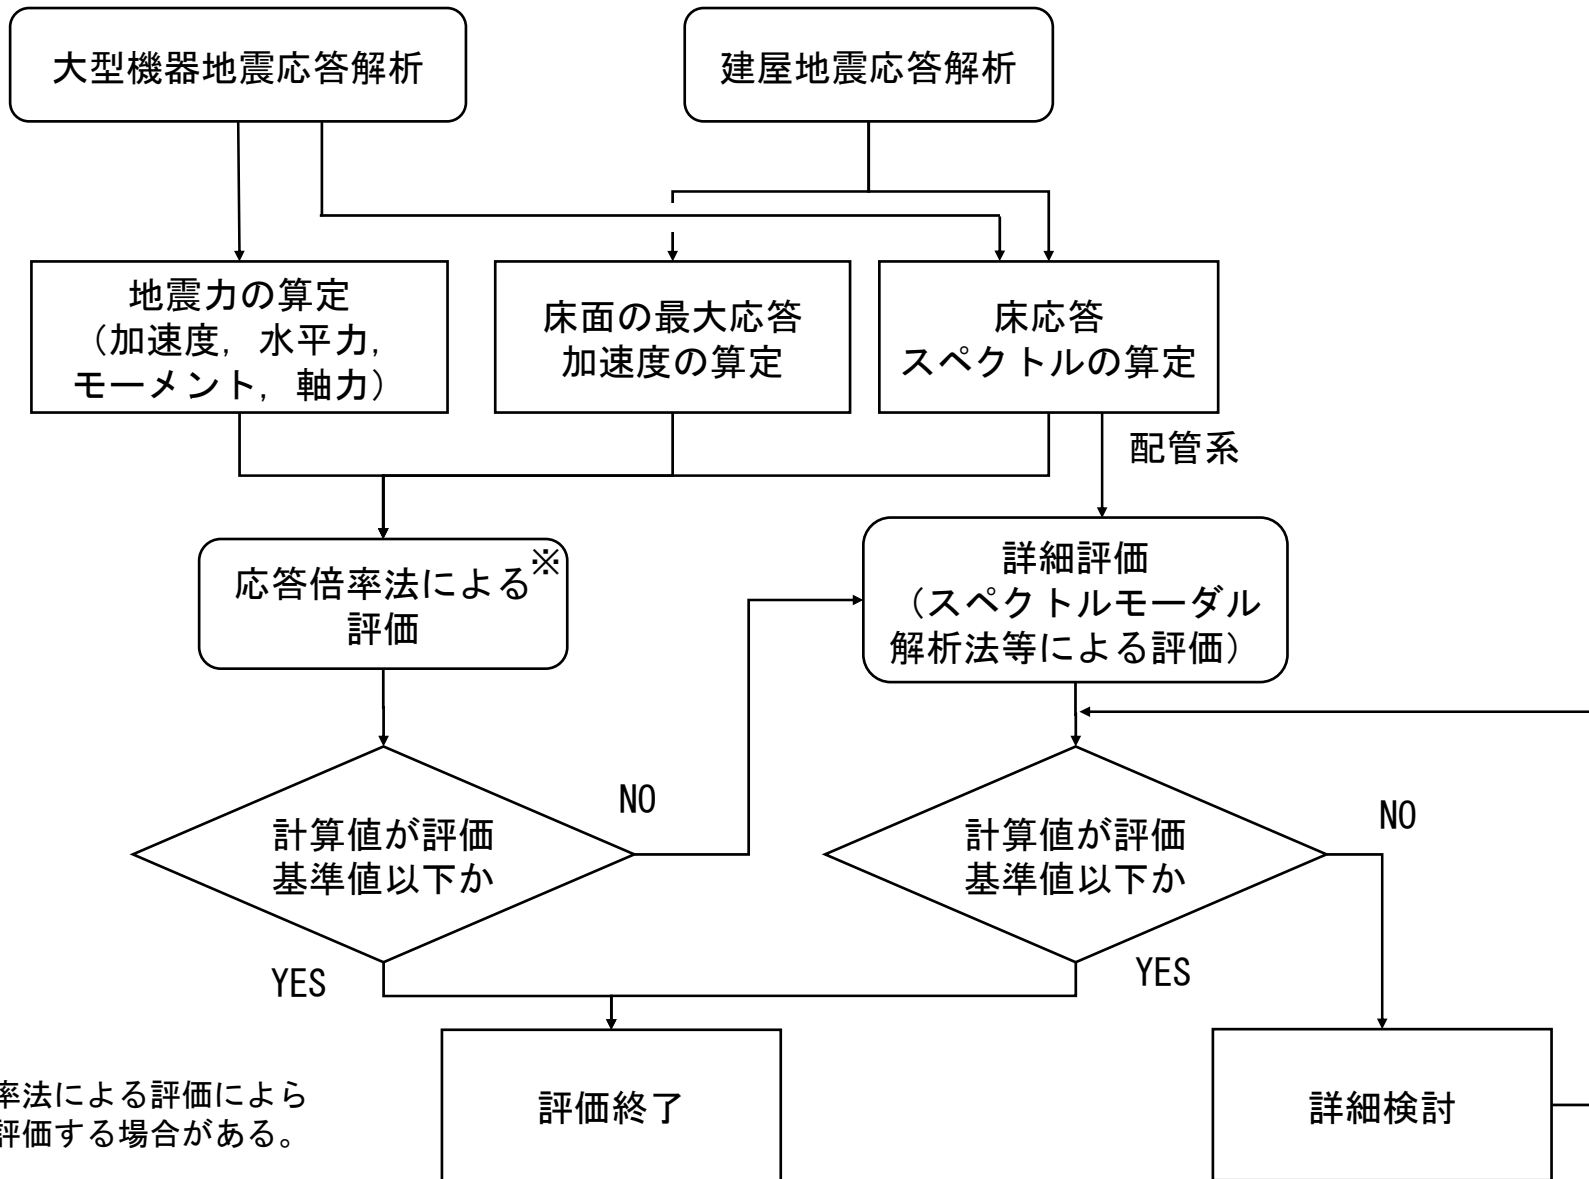 大型機器地震応答解析
建屋地震応答解析
地震力の算定
（加速度，水平力，
モーメント，軸力）
床面の最大応答
加速度の算定
床応答
スペクトルの算定
配管系
応答倍率法による※
評価
詳細評価
（スペクトルモーダル
解析法等による評価）
計算値が評価
基準値以下か
NO
計算値が評価
基準値以下か
NO
YES
YES
評価終了
詳細検討
率法による評価によら
評価する場合がある。